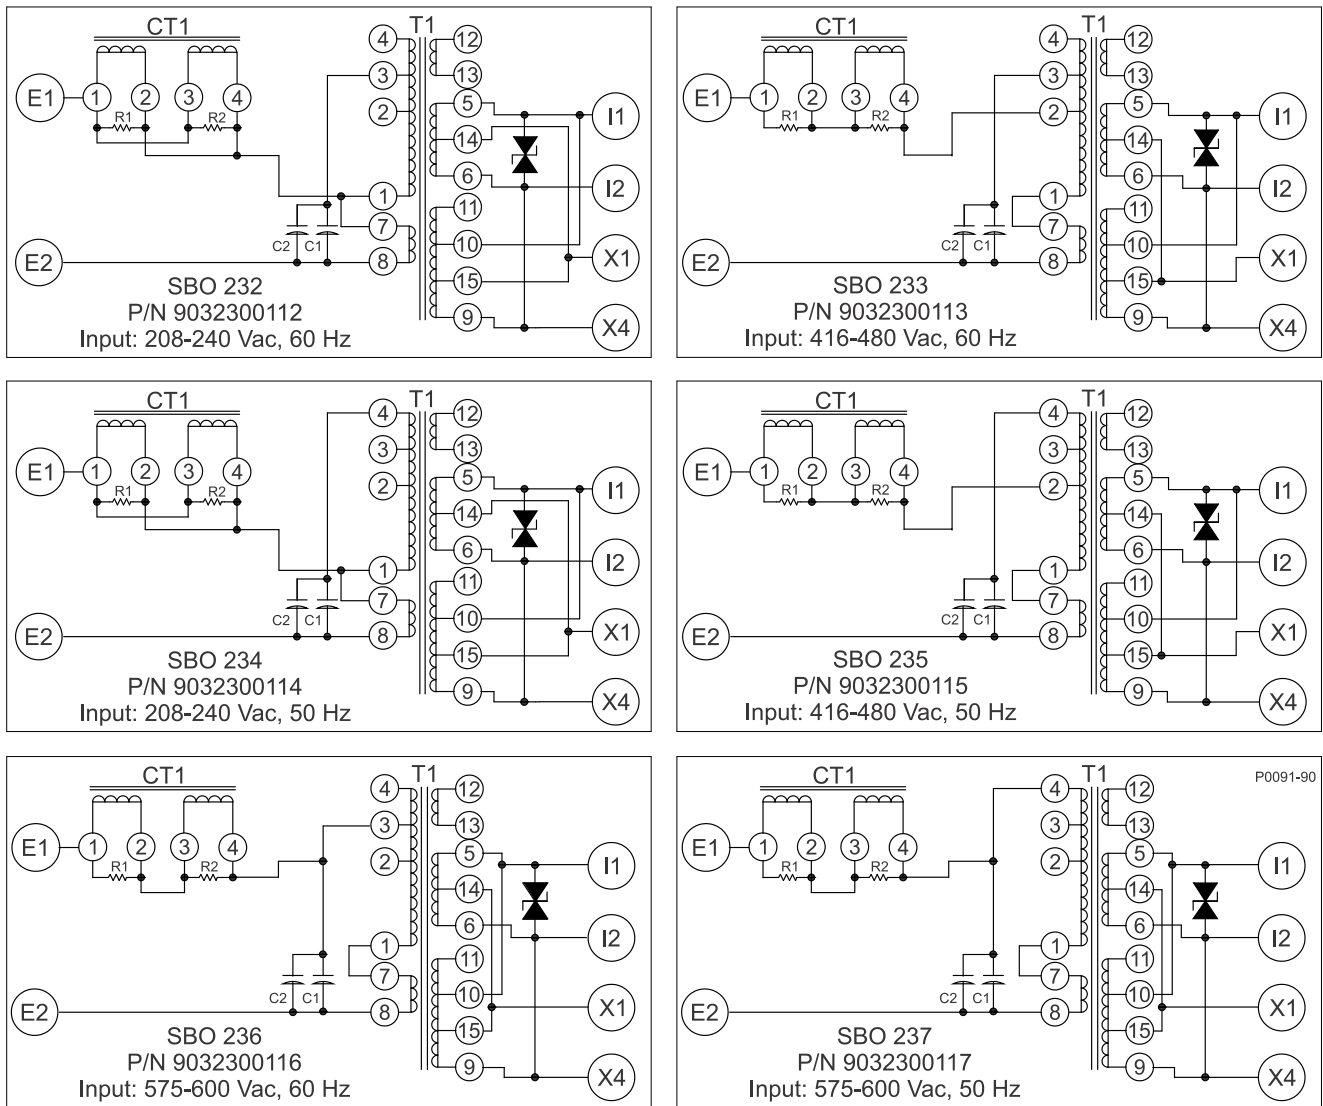 CT1 T1
4 12
3 13
E1 1 2 3 4 5 I1
R1 R2 2 14
6 I2
1 11
7 10 X1
C2 C1
E2 8 15
9 X4
SBO 232
P/N 9032300112
Input: 208-240 Vac, 60 Hz
CT1 T1
4 12
3 13
E1 1 2 3 4 5 I1
R1 R2 2 14
6 I2
1 11
7 10 X1
C2 C1
E2 8 15
9 X4
SBO 233
P/N 9032300113
Input: 416-480 Vac, 60 Hz
CT1 T1
4 12
3 13
E1 1 2 3 4 5 I1
R1 R2 2 14
6 I2
1 11
7 10 X1
C2 C1
E2 8 15
9 X4
SBO 234
P/N 9032300114
Input: 208-240 Vac, 50 Hz
CT1 T1
4 12
3 13
E1 1 2 3 4 5 I1
R1 R2 2 14
6 I2
1 11
7 10 X1
C2 C1
E2 8 15
9 X4
SBO 235
P/N 9032300115
Input: 416-480 Vac, 50 Hz
CT1 T1
4 12
3 13
E1 1 2 3 4 5 I1
R1 R2 2 14
6 I2
1 11
7 10 X1
C2 C1
E2 8 15
9 X4
SBO 236
P/N 9032300116
Input: 575-600 Vac, 60 Hz
CT1 T1 P0091-90
4 12
3 13
E1 1 2 3 4 5 I1
R1 R2 2 14
6 I2
1 11
7 10 X1
C2 C1
E2 8 15
9 X4
SBO 237
P/N 9032300117
Input: 575-600 Vac, 50 Hz